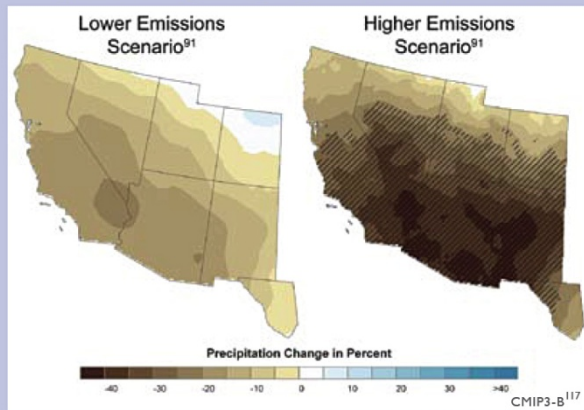 Lower Emissions
Scenario91
Higher Emissions
Scenario91
Precipitation Change in Percent
-40 -30 -20 -10 0 10 20 30 >40
CMIP3-B117